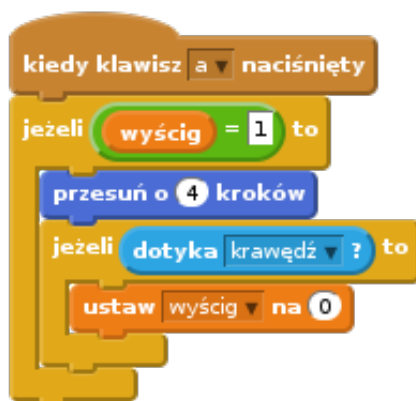 kiedy klawisz a naciśnięty
jeżeli wyścig = 1 to
przesuń o 4 kroków
jeżeli dotyka krawędź ? to
ustaw wyścig na 0